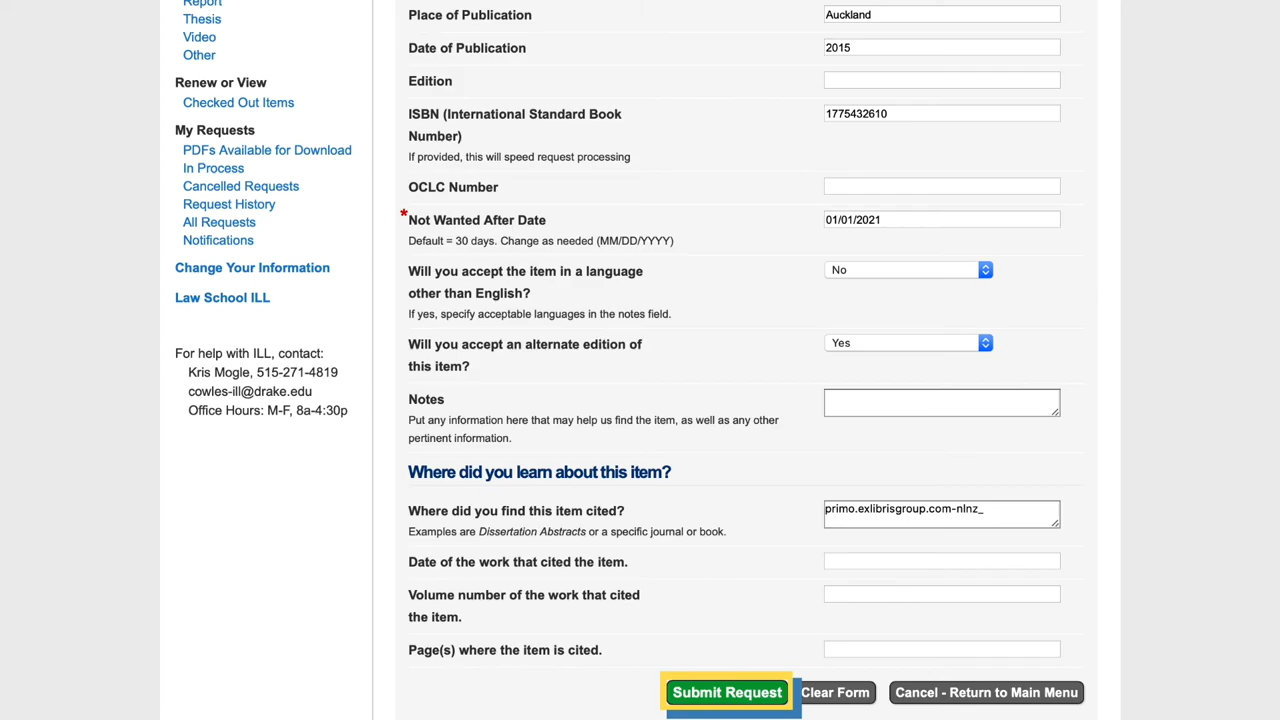 Report
Thesis
Video
Other
Renew or View
Checked Out Items
My Requests
PDFs Available for Download
In Process
Cancelled Requests
Request History
All Requests
Notifications
Change Your Information
Law School ILL
For help with ILL, contact:
Kris Mogle, 515-271-4819
cowles-ill@drake.edu
Office Hours: M-F, 8a-4:30p
Place of Publication
Auckland
Date of Publication
2015
Edition
ISBN (International Standard Book
Number)
1775432610
If provided, this will speed request processing
OCLC Number
*Not Wanted After Date
01/01/2021
Default = 30 days. Change as needed (MM/DD/YYYY)
Will you accept the item in a language
other than English?
No
If yes, specify acceptable languages in the notes field.
Will you accept an alternate edition of
this item?
Yes
Notes
Put any information here that may help us find the item, as well as any other
pertinent information.
Where did you learn about this item?
Where did you find this item cited?
primo.exlibrisgroup.com-nlnz_
Examples are Dissertation Abstracts or a specific journal or book.
Date of the work that cited the item.
Volume number of the work that cited
the item.
Page(s) where the item is cited.
Submit Request
Clear Form
Cancel - Return to Main Menu